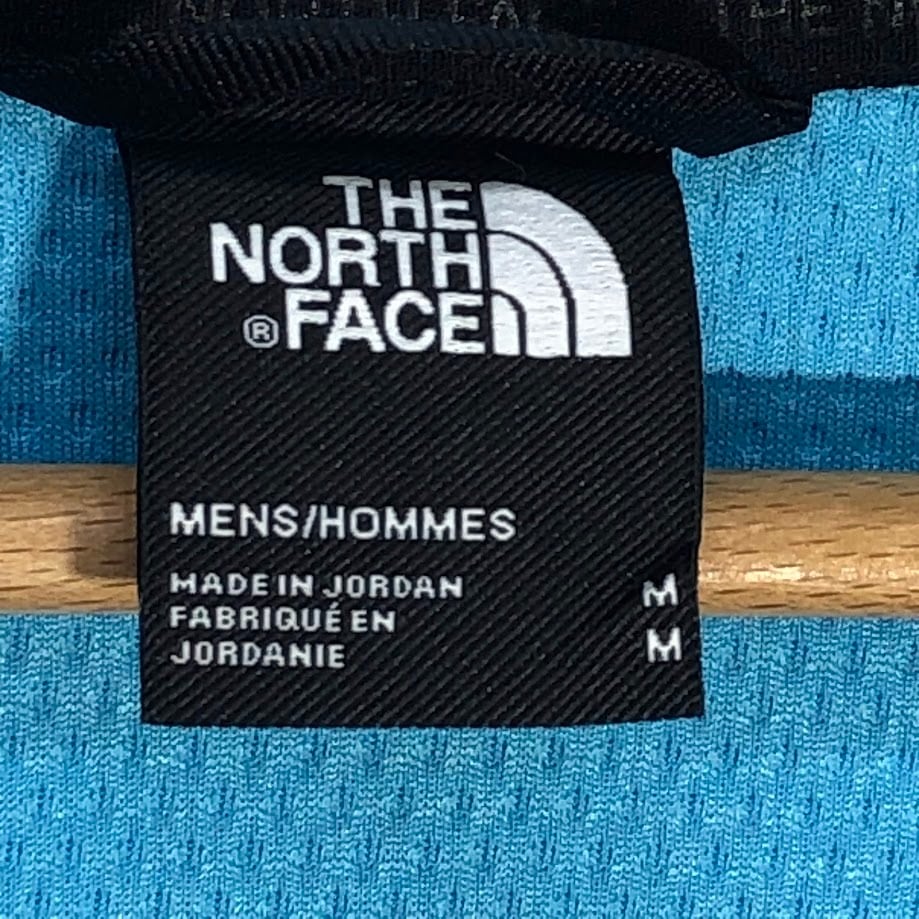 THE
NORTH
® FACE
MENS/HOMMES
MADE IN JORDAN M
FABRIQUÉ EN
JORDANIE M